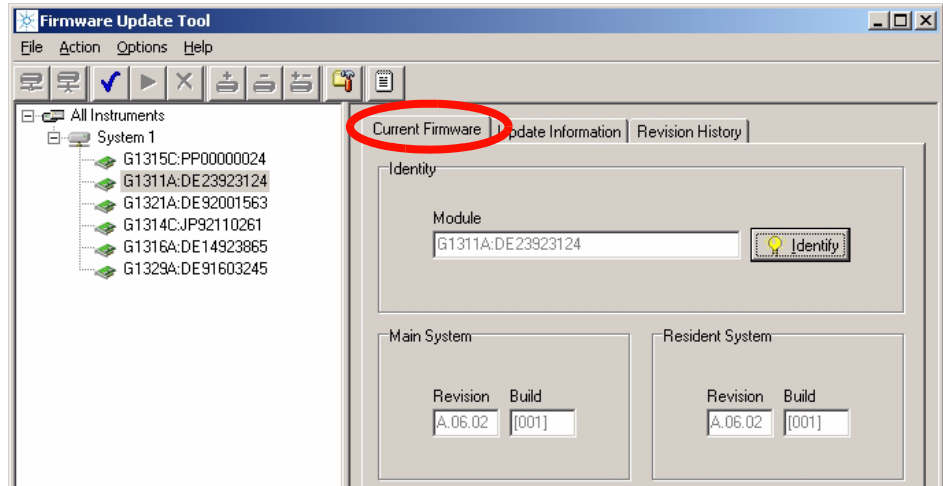 Firmware Update Tool
File Action Options Help
All Instruments
System 1
G1315C:PP00000024
G1311A:DE23923124
G1321A:DE92001563
G1314C:JP92110261
G1316A:DE14923865
G1329A:DE91603245
Current Firmware Update Information Revision History
Identity
Module
G1311A:DE23923124 Identify
Main System Resident System
Revision Build Revision Build
A.06.02 [001] A.06.02 [001]